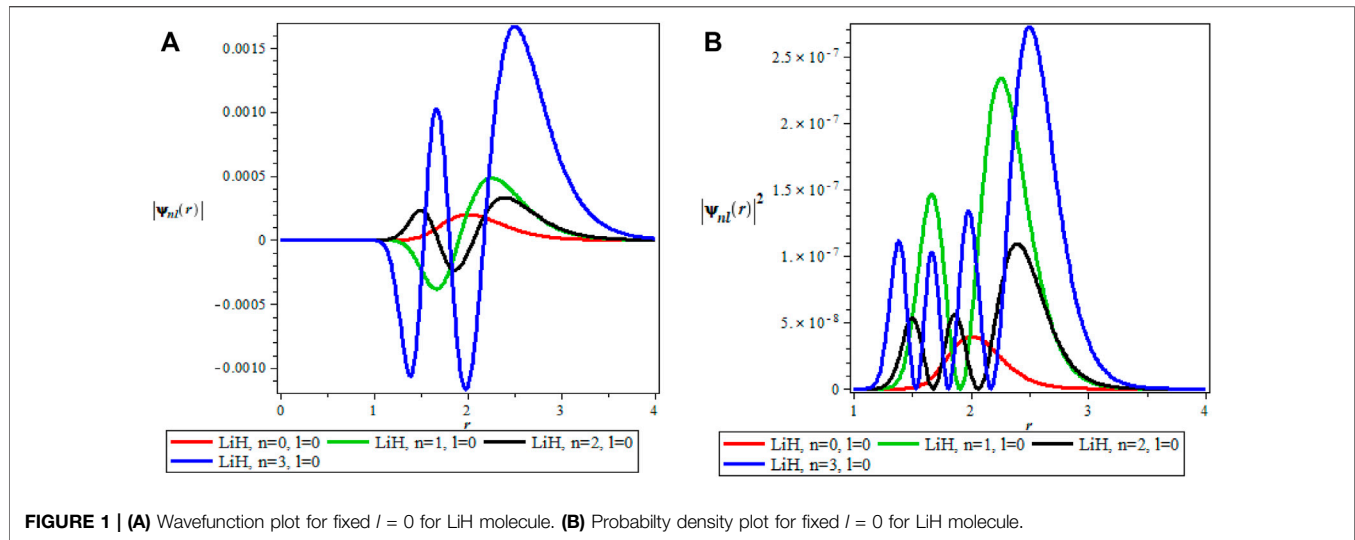 A
0.0015
0.0010
0.0005
|ψnl(r)|
0
-0.0005
-0.0010
0 1 2 3 4
r
LiH, n=0, l=0 LiH, n=1, l=0 LiH, n=2, l=0
LiH, n=3, l=0
B
2.5 × 10⁻⁷
2. × 10⁻⁷
1.5 × 10⁻⁷
|ψnl(r)|²
1. × 10⁻⁷
5. × 10⁻⁸
0
1 2 3 4
r
LiH, n=0, l=0 LiH, n=1, l=0 LiH, n=2, l=0
LiH, n=3, l=0
FIGURE 1 | (A) Wavefunction plot for fixed l = 0 for LiH molecule. (B) Probabilty density plot for fixed l = 0 for LiH molecule.